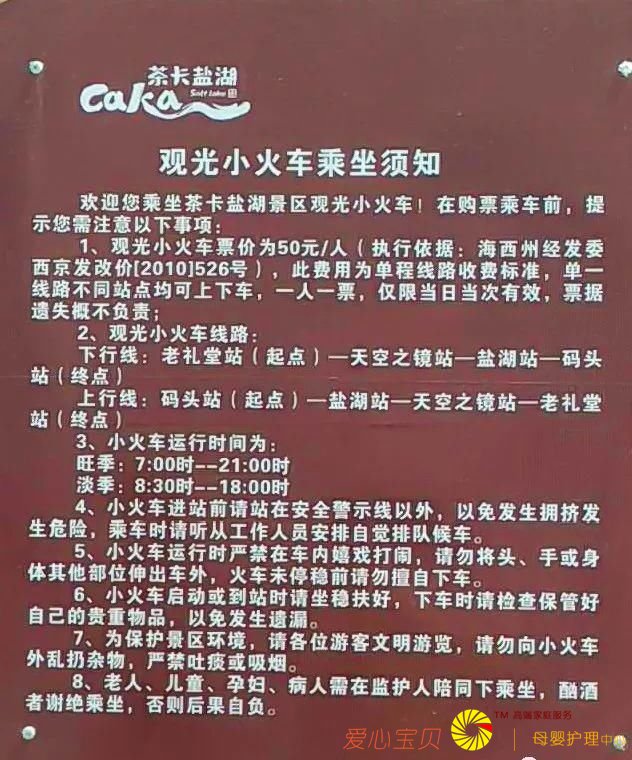 茶卡盐湖
Caka Salt Lake
观光小火车乘坐须知
欢迎您乘坐茶卡盐湖景区观光小火车！在购票乘车前，提
示您需注意以下事项：
1、观光小火车票价为50元/人（执行依据：海西州经发委
西京发改价[2010]526号），此费用为单程线路收费标准，单一
线路不同站点均可上下车，一人一票，仅限当日当次有效，票据
遗失概不负责；
2、观光小火车线路：
下行线：老礼堂站（起点）—天空之镜站—盐湖站—码头
站（终点）
上行线：码头站（起点）—盐湖站—天空之镜站—老礼堂
站（终点）
3、小火车运行时间为：
旺季：7:00时--21:00时
淡季：8:30时--18:00时
4、小火车进站前请站在安全警示线以外，以免发生拥挤发
生危险，乘车时请听从工作人员安排自觉排队候车。
5、小火车运行时严禁在车内嬉戏打闹，请勿将头、手或身
体其他部位伸出车外，火车未停稳前请勿擅自下车。
6、小火车启动或到站时请坐稳扶好，下车时请检查保管好
自己的贵重物品，以免发生遗漏。
7、为保护景区环境，请各位游客文明游览，请勿向小火车
外乱扔杂物，严禁吐痰或吸烟。
8、老人、儿童、孕妇、病人需在监护人陪同下乘坐，酗酒
者谢绝乘坐，否则后果自负。
爱心宝贝 TM 高端家庭服务 母婴护理中